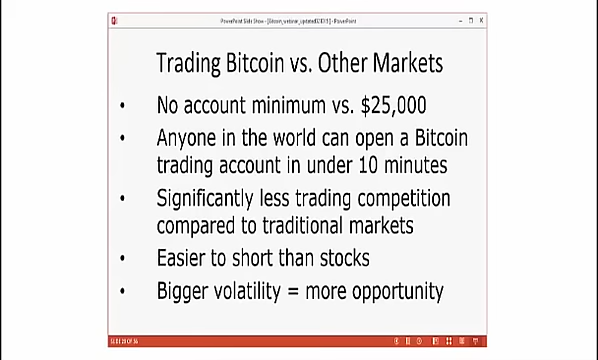 Trading Bitcoin vs. Other Markets
• No account minimum vs. $25,000
• Anyone in the world can open a Bitcoin
trading account in under 10 minutes
• Significantly less trading competition
compared to traditional markets
• Easier to short than stocks
• Bigger volatility = more opportunity